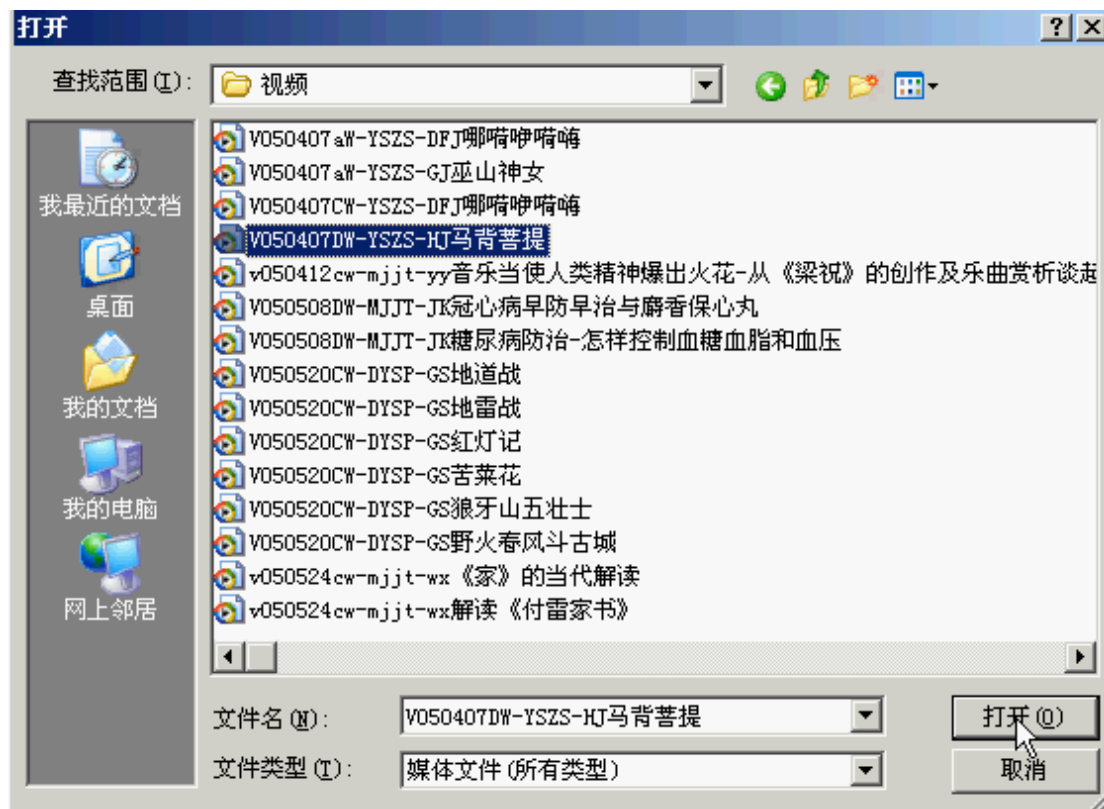 打开
查找范围(I):
视频
我最近的文档
桌面
我的文档
我的电脑
网上邻居
V050407aW-YSZS-DFJ哪嗬咿嗬嗨
V050407aW-YSZS-GJ巫山神女
V050407CW-YSZS-DFJ哪嗬咿嗬嗨
V050407DW-YSZS-HJ马背菩提
v050412cw-mjjt-yy音乐当使人类精神爆出火花-从《梁祝》的创作及乐曲赏析谈起
V050508DW-MJJT-JK冠心病早防早治与麝香保心丸
V050508DW-MJJT-JK糖尿病防治-怎样控制血糖血脂和血压
V050520CW-DYSP-GS地道战
V050520CW-DYSP-GS地雷战
V050520CW-DYSP-GS红灯记
V050520CW-DYSP-GS苦菜花
V050520CW-DYSP-GS狼牙山五壮士
V050520CW-DYSP-GS野火春风斗古城
v050524cw-mjjt-wx《家》的当代解读
v050524cw-mjjt-wx解读《付雷家书》
文件名(N):
V050407DW-YSZS-HJ马背菩提
打开(O)
文件类型(T):
媒体文件(所有类型)
取消